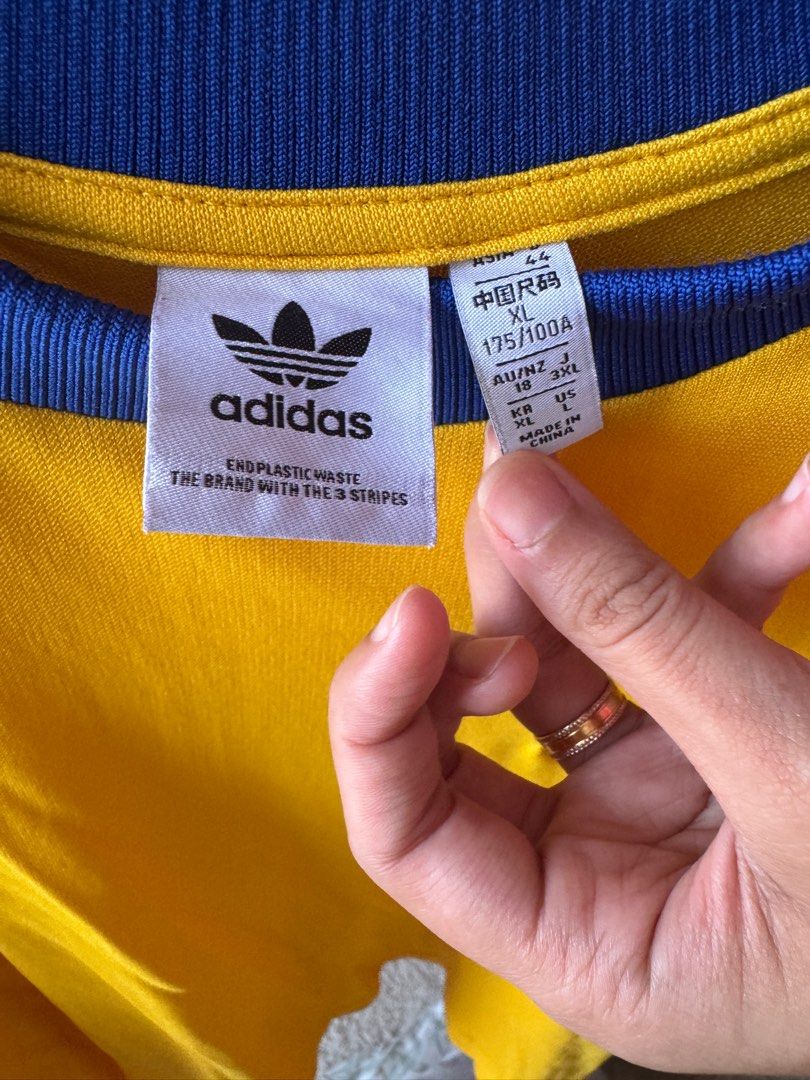 adidas
END PLASTIC WASTE
THE BRAND WITH THE 3 STRIPES
44
中国尺码
XL
175/100A
AU/NZ J
18 3XL
KR US
XL L
MADE IN
CHINA